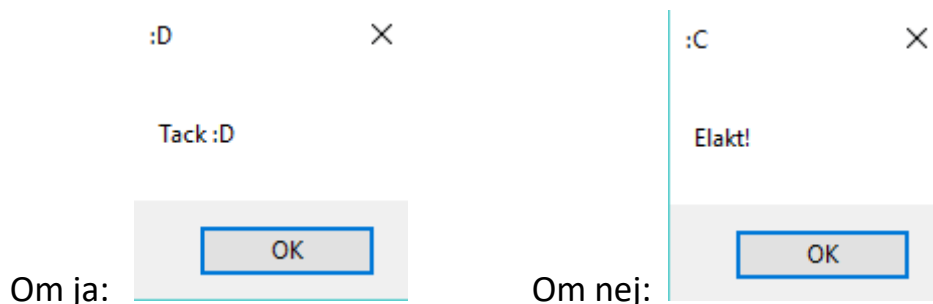 :D
Tack :D
OK
Om ja:
:C
Elakt!
OK
Om nej: